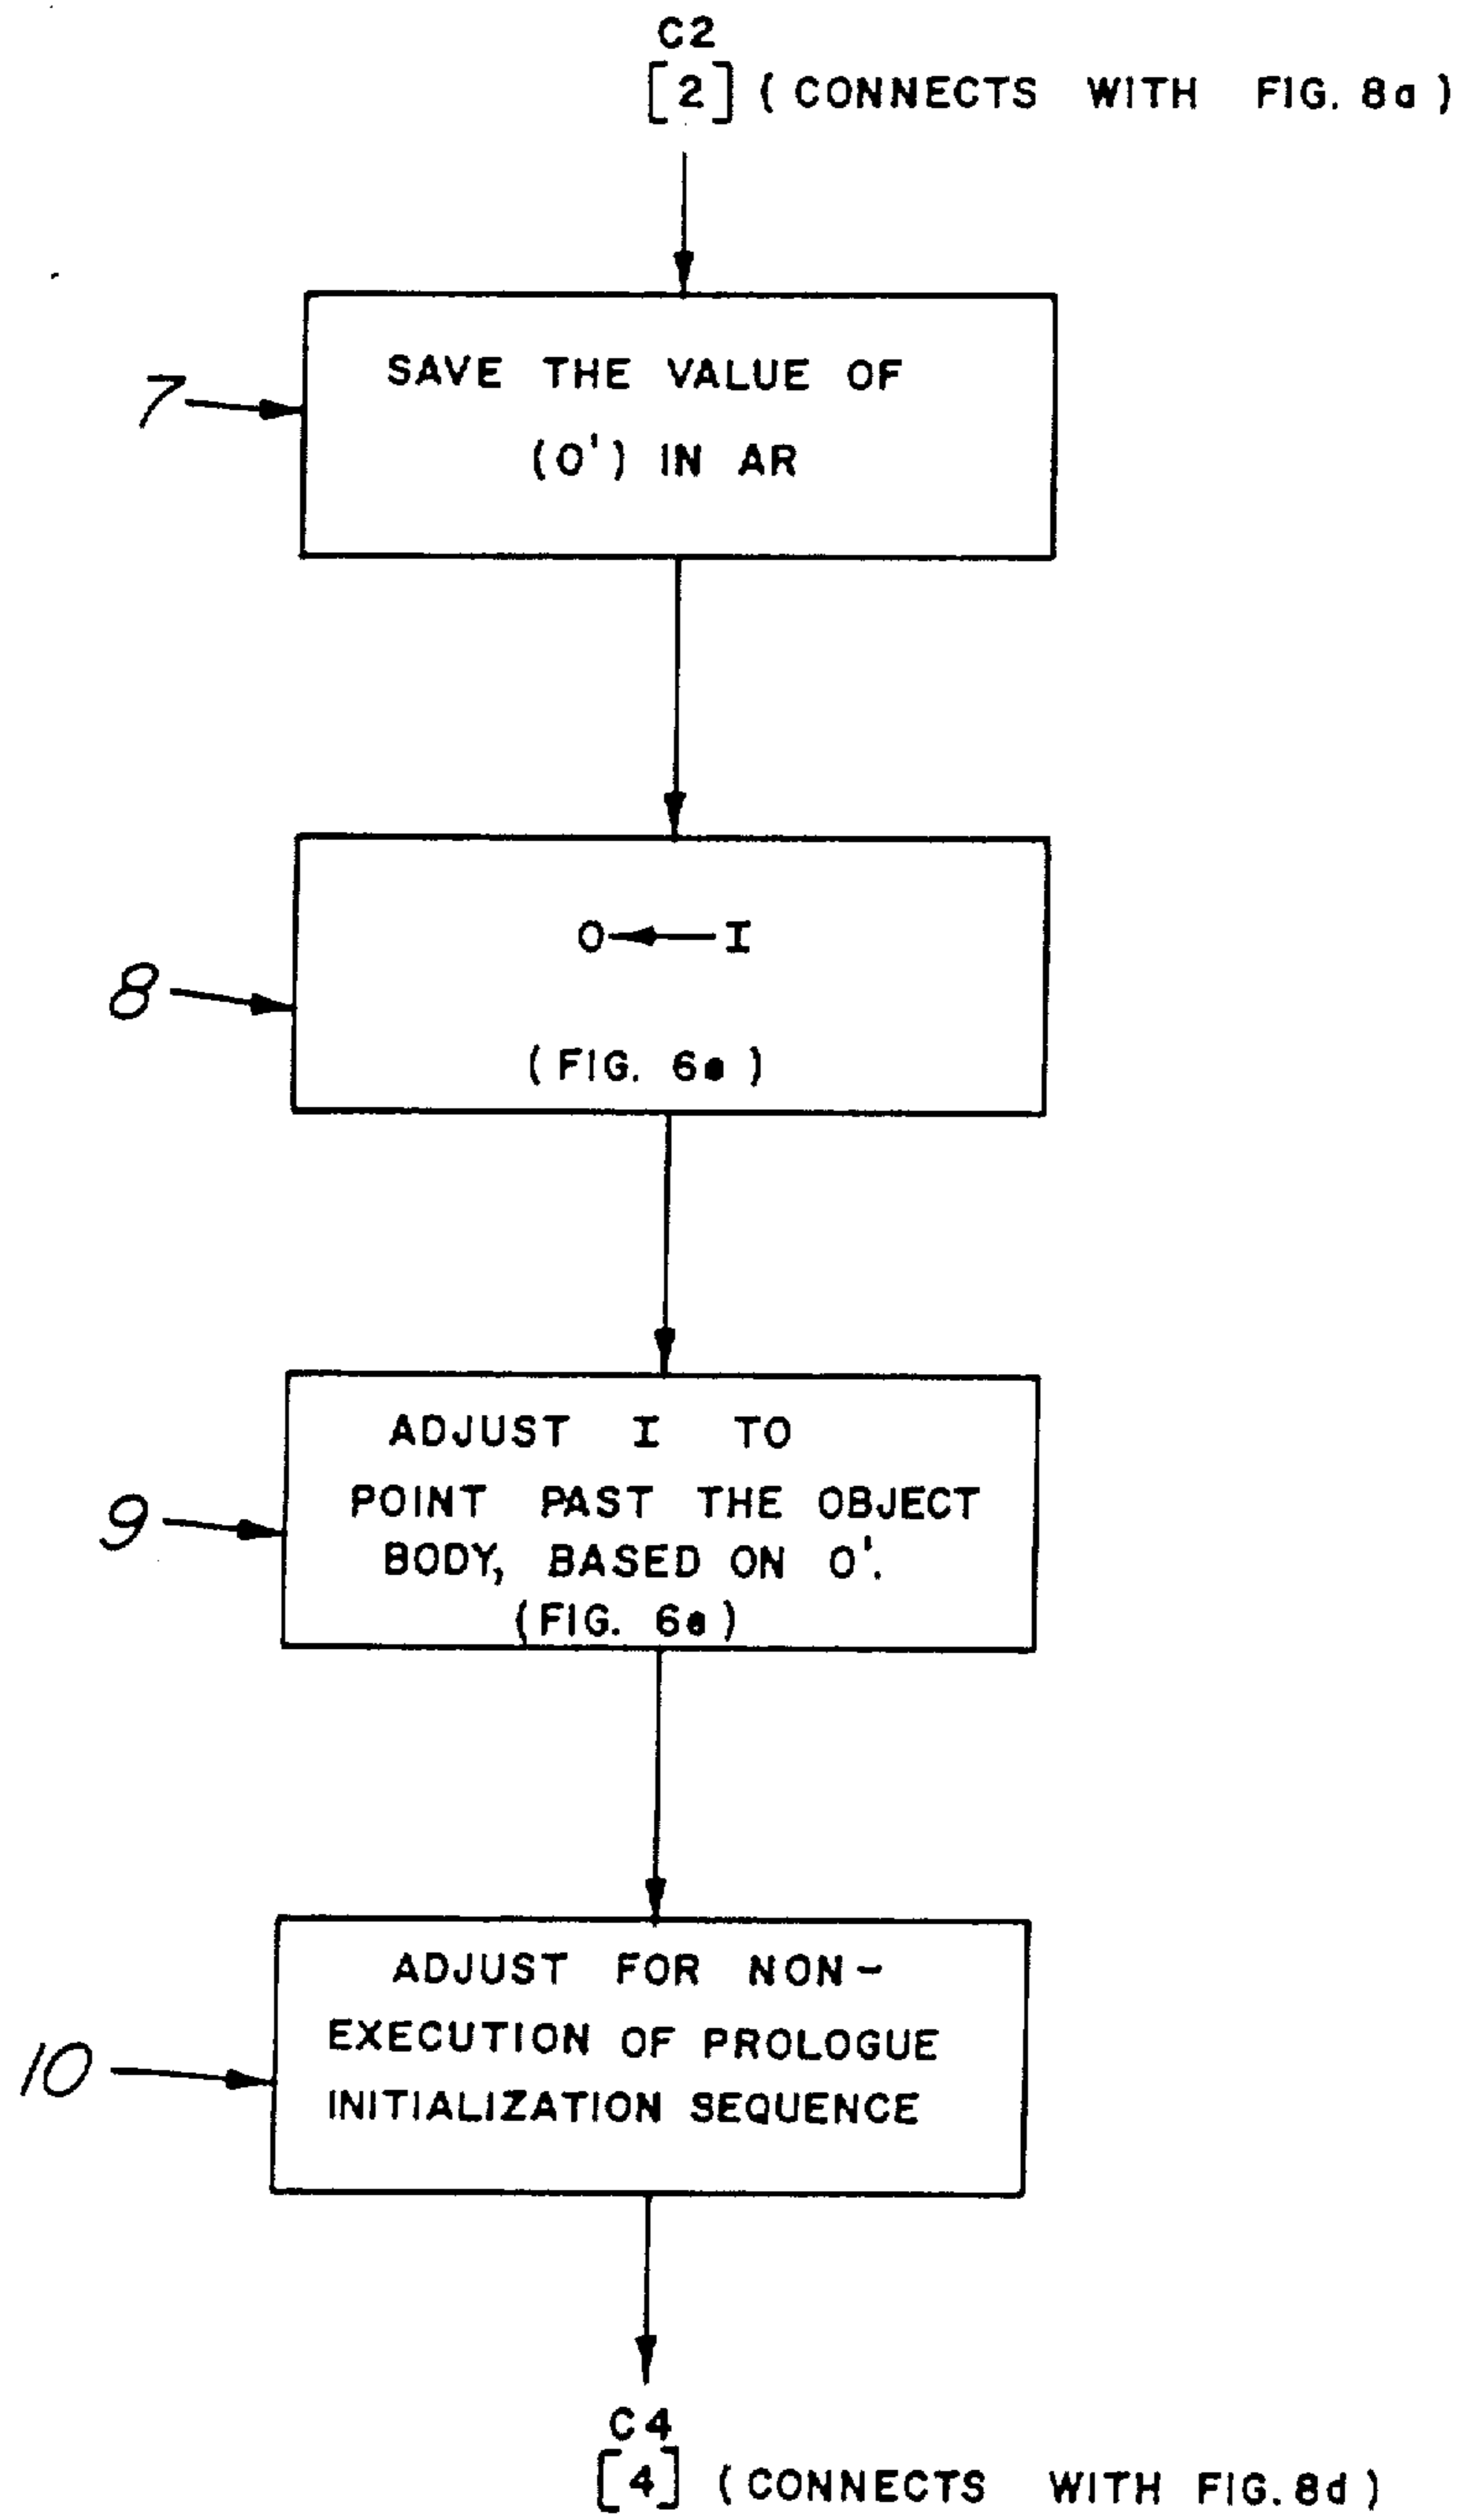 C2
[2] (CONNECTS WITH FIG. 8a)
7
SAVE THE VALUE OF
(O') IN AR
8
O ← I
(FIG. 6a)
9
ADJUST I TO
POINT PAST THE OBJECT
BODY, BASED ON O'.
(FIG. 6a)
10
ADJUST FOR NON-
EXECUTION OF PROLOGUE
INITIALIZATION SEQUENCE
C4
[4] (CONNECTS WITH FIG. 8d)